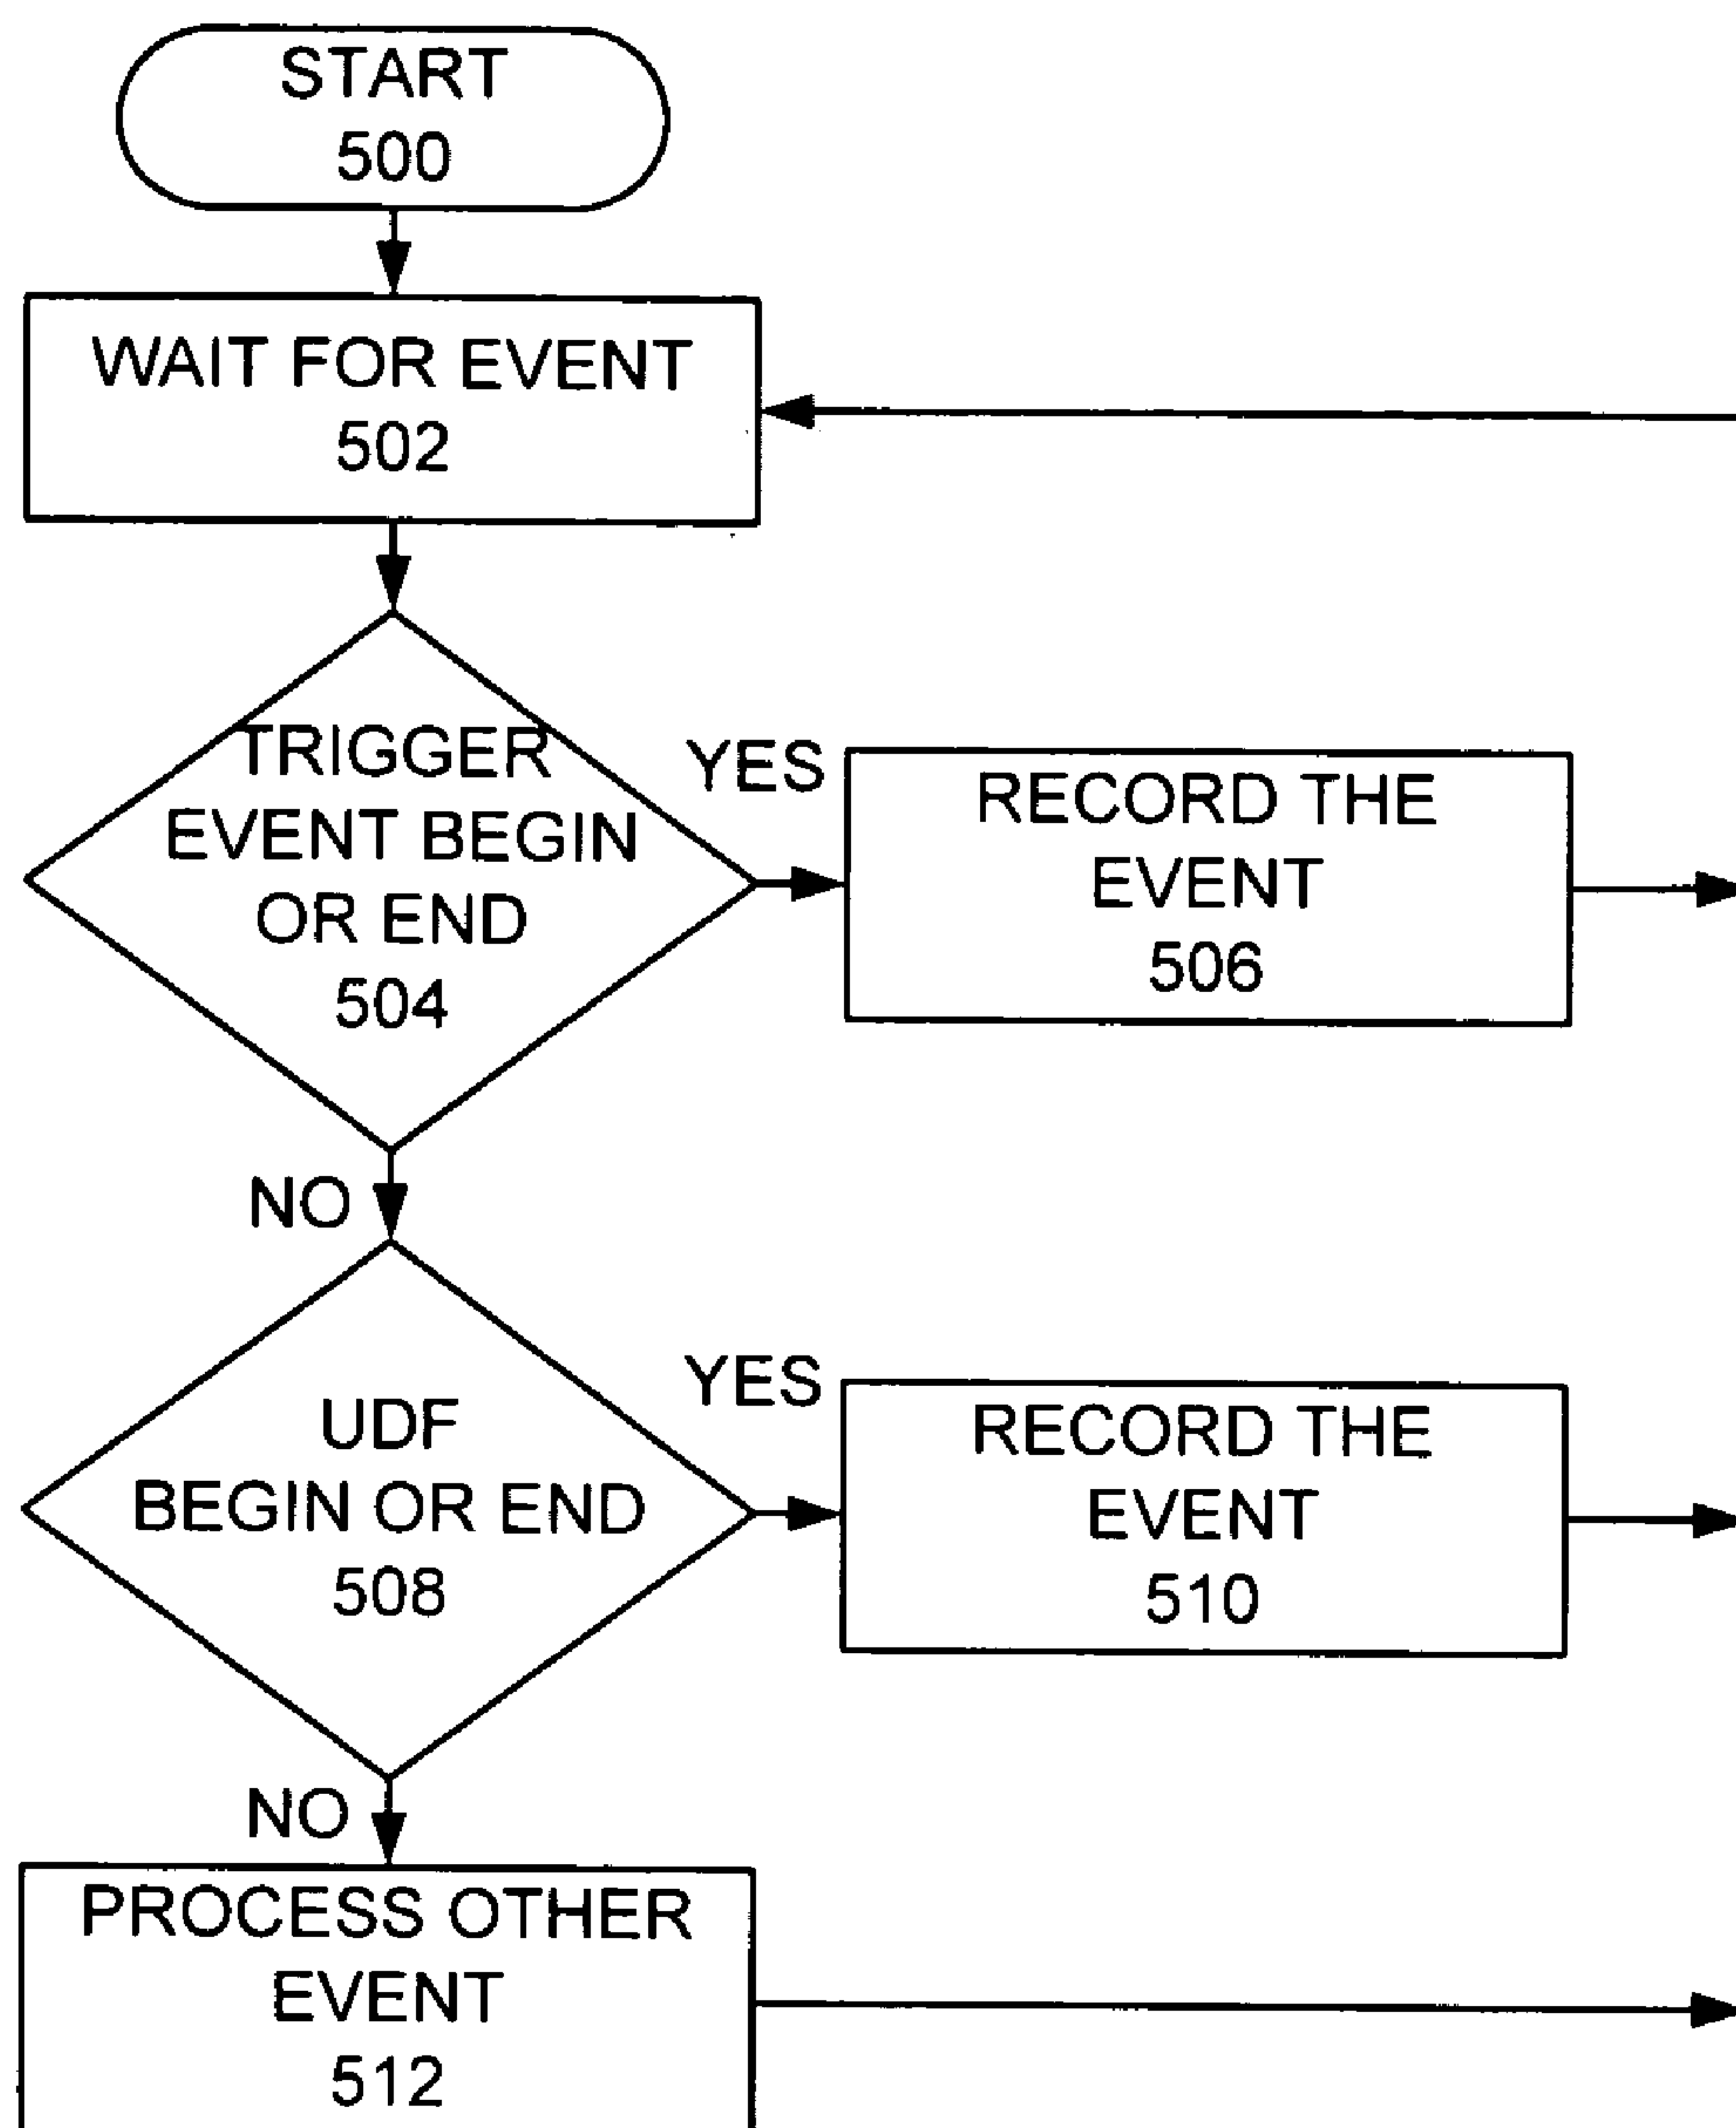 START
500
WAIT FOR EVENT
502
TRIGGER
EVENT BEGIN
OR END
504
YES
RECORD THE
EVENT
506
NO
UDF
BEGIN OR END
508
YES
RECORD THE
EVENT
510
NO
PROCESS OTHER
EVENT
512